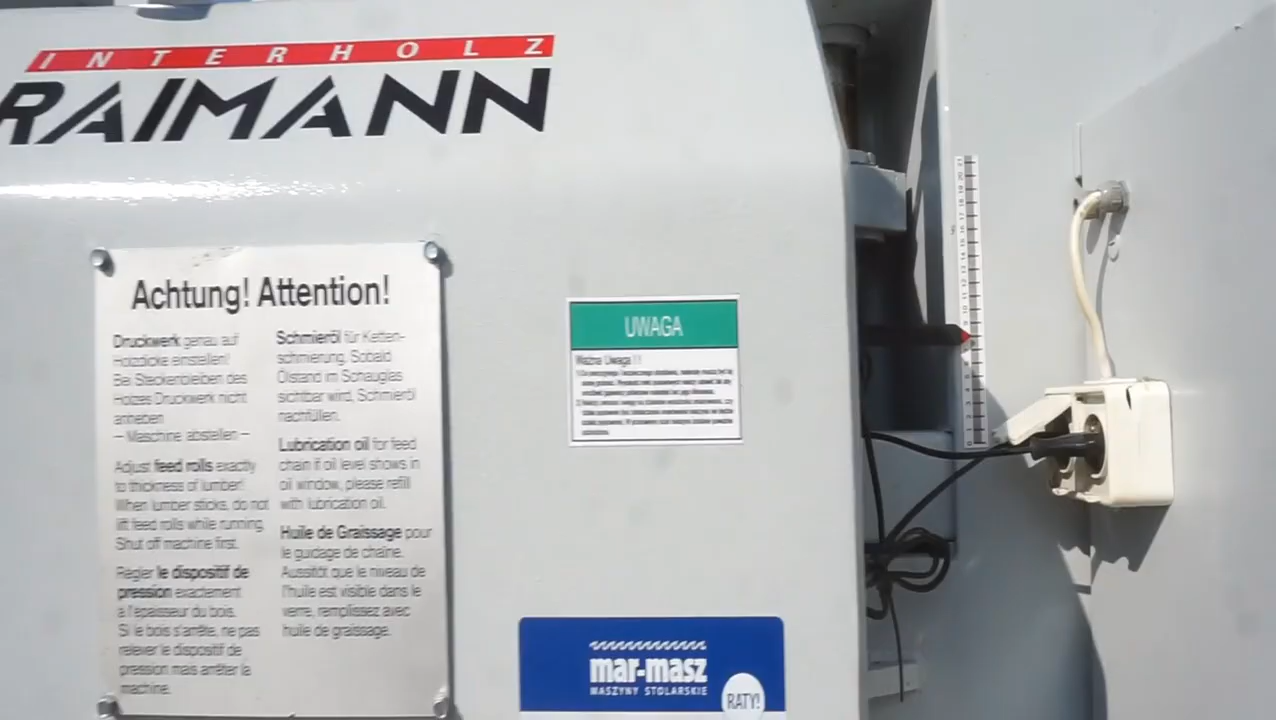 INTERHOLZ
RAIMANN
Achtung! Attention!
Druckwerk genau auf
Holzdicke einstellen!
Bei Steckenbleiben des
Holzes Druckwerk nicht
anheben
– Maschine abstellen –
Adjust feed rolls exactly
to thickness of lumber!
When lumber sticks, do not
lift feed rolls while running.
Shut off machine first.
Régler le dispositif de
pression exactement
à l'épaisseur du bois.
Si le bois s'arrête, ne pas
relever le dispositif de
pression mais arrêter la
machine.
Schmieröl für Ketten-
schmierung. Sobald
Ölstand im Schauglas
sichtbar wird, Schmieröl
nachfüllen.
Lubrication oil for feed
chain if oil level shows in
oil window, please refill
with lubrication oil.
Huile de Graissage pour
le guidage de chaîne.
Aussitôt que le niveau de
l'huile est visible dans le
verre, remplissez avec
huile de graissage.
UWAGA
Ważna Uwaga !!!
mar-masz
MASZYNY STOLARSKIE
RATY!